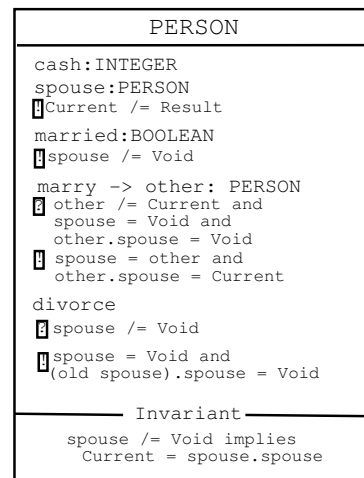 PERSON
cash:INTEGER
spouse:PERSON
! Current /= Result
married:BOOLEAN
! spouse /= Void
marry -> other: PERSON
? other /= Current and
spouse = Void and
other.spouse = Void
! spouse = other and
other.spouse = Current
divorce
? spouse /= Void
! spouse = Void and
(old spouse).spouse = Void
Invariant
spouse /= Void implies
Current = spouse.spouse